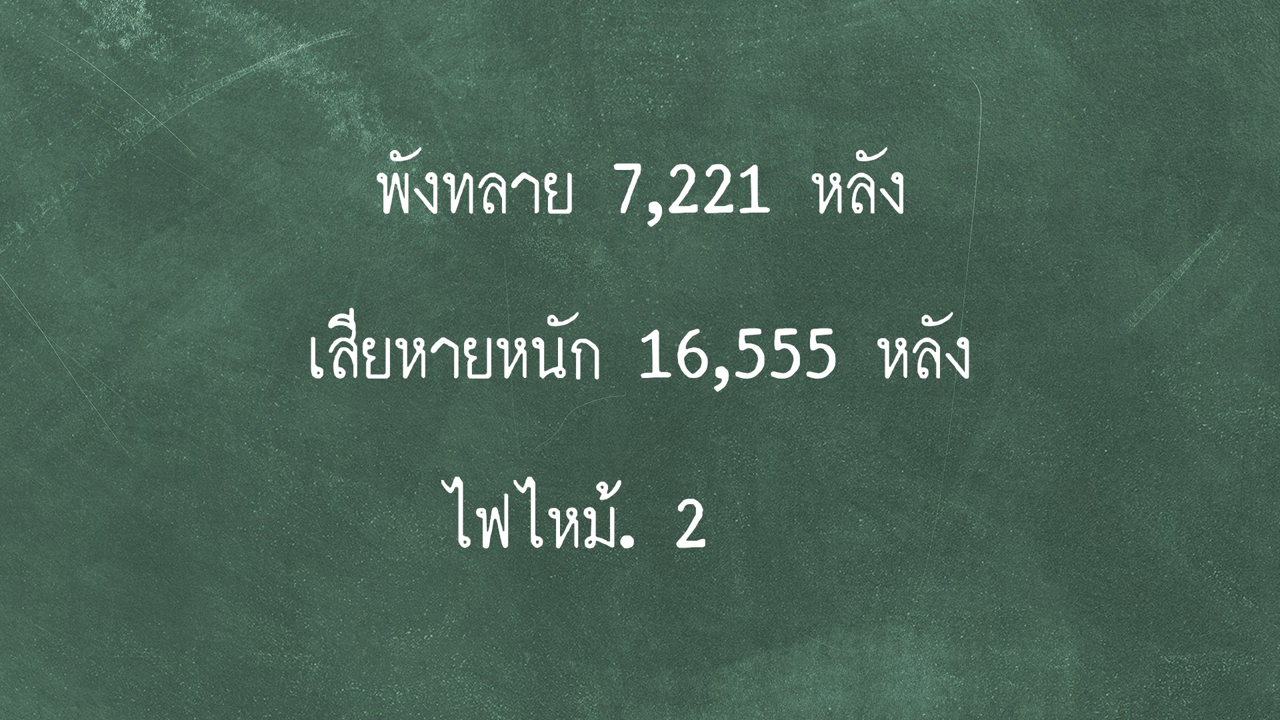 พังทลาย 7,221 หลัง
เสียหายหนัก 16,555 หลัง
ไฟไหม้. 2